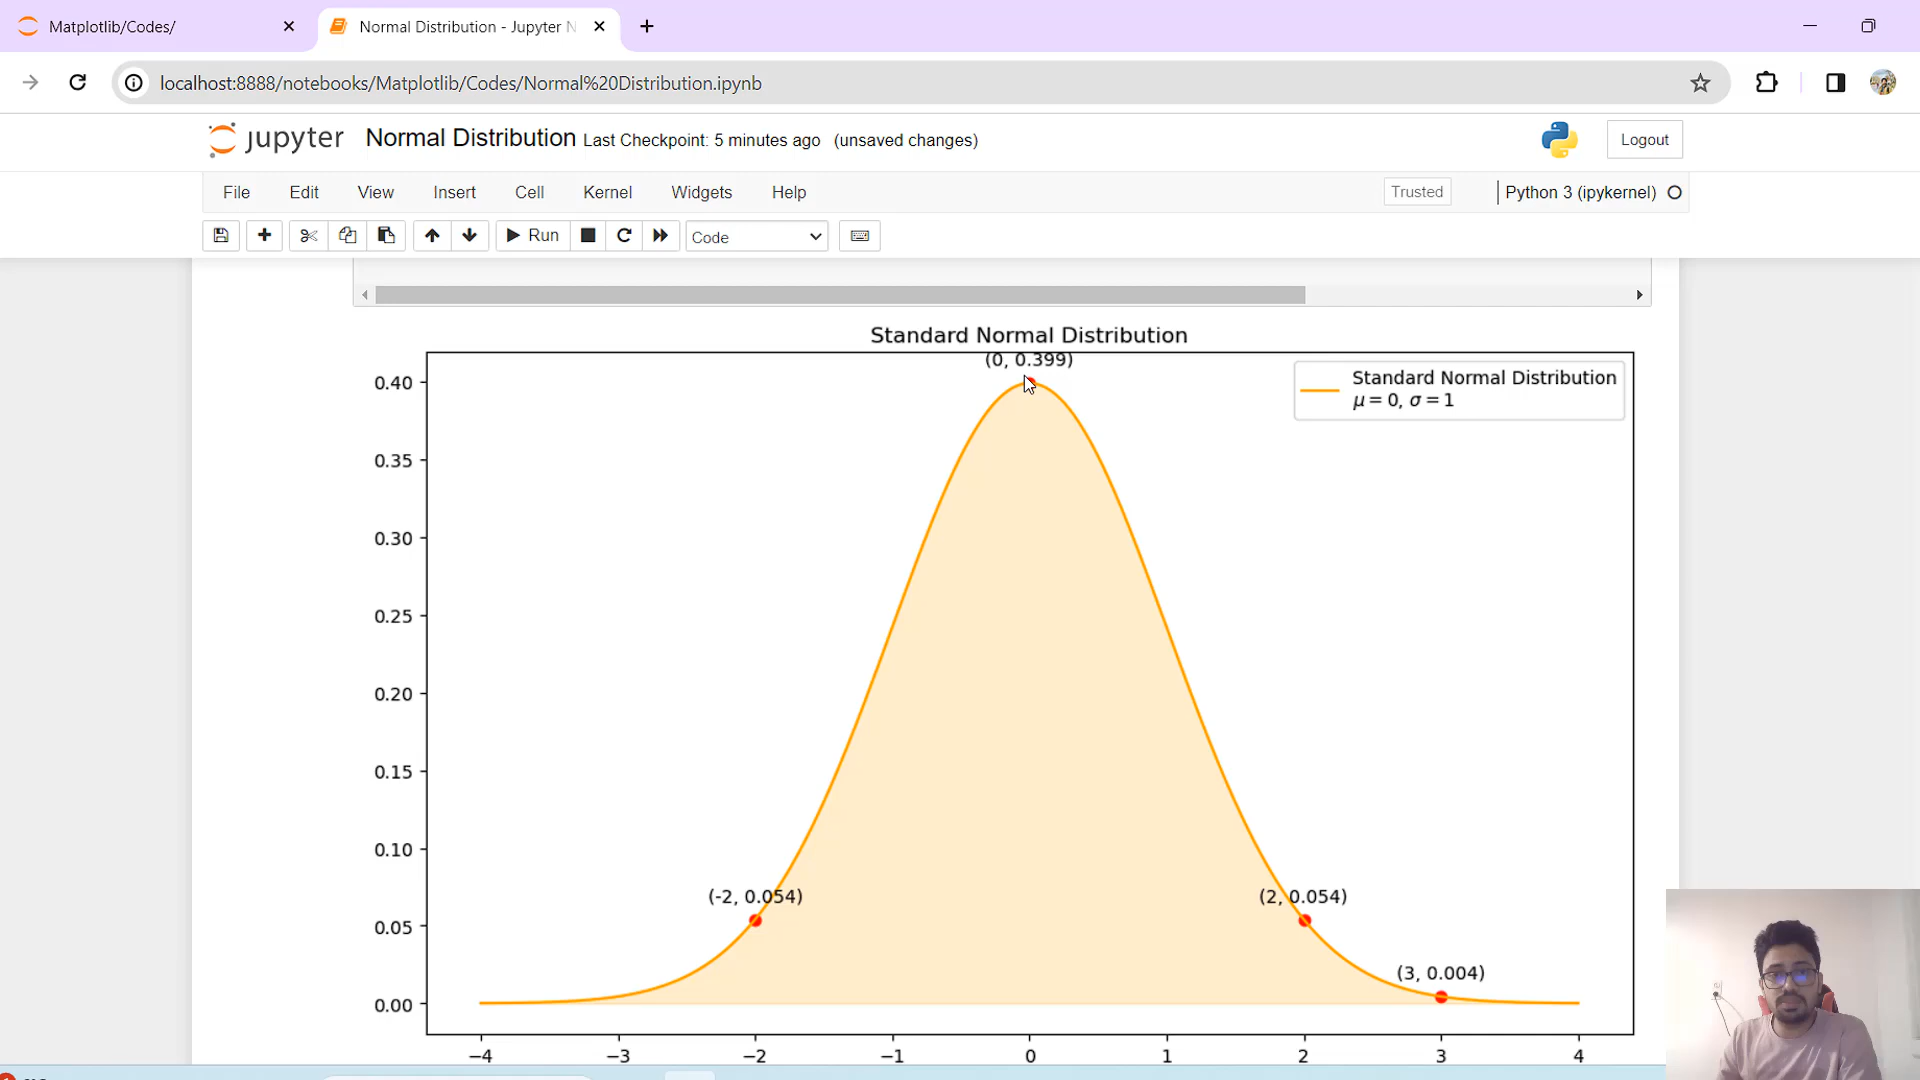 Matplotlib/Codes/
Normal Distribution - Jupyter N
localhost:8888/notebooks/Matplotlib/Codes/Normal%20Distribution.ipynb
jupyter Normal Distribution Last Checkpoint: 5 minutes ago (unsaved changes)
Logout
File Edit View Insert Cell Kernel Widgets Help
Trusted
Python 3 (ipykernel)
Run
Code
Standard Normal Distribution
(0, 0.399)
Standard Normal Distribution
μ = 0, σ = 1
0.40
0.35
0.30
0.25
0.20
0.15
0.10
(-2, 0.054)
(2, 0.054)
0.05
(3, 0.004)
0.00
−4 −3 −2 −1 0 1 2 3 4